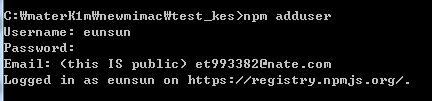 C:₩materK1m₩newmimac₩test_kes>npm adduser
Username: eunsun
Password:
Email: (this IS public) et993382@nate.com
Logged in as eunsun on https://registry.npmjs.org/.